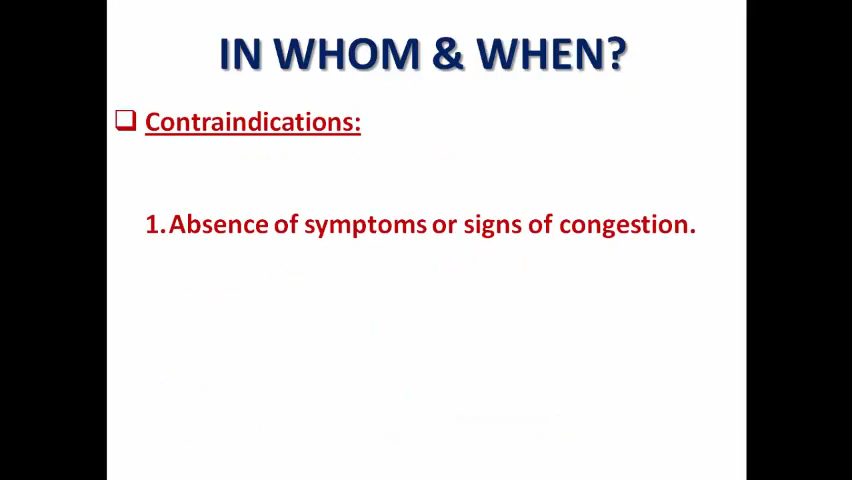 IN WHOM & WHEN?
❑ Contraindications:
1. Absence of symptoms or signs of congestion.